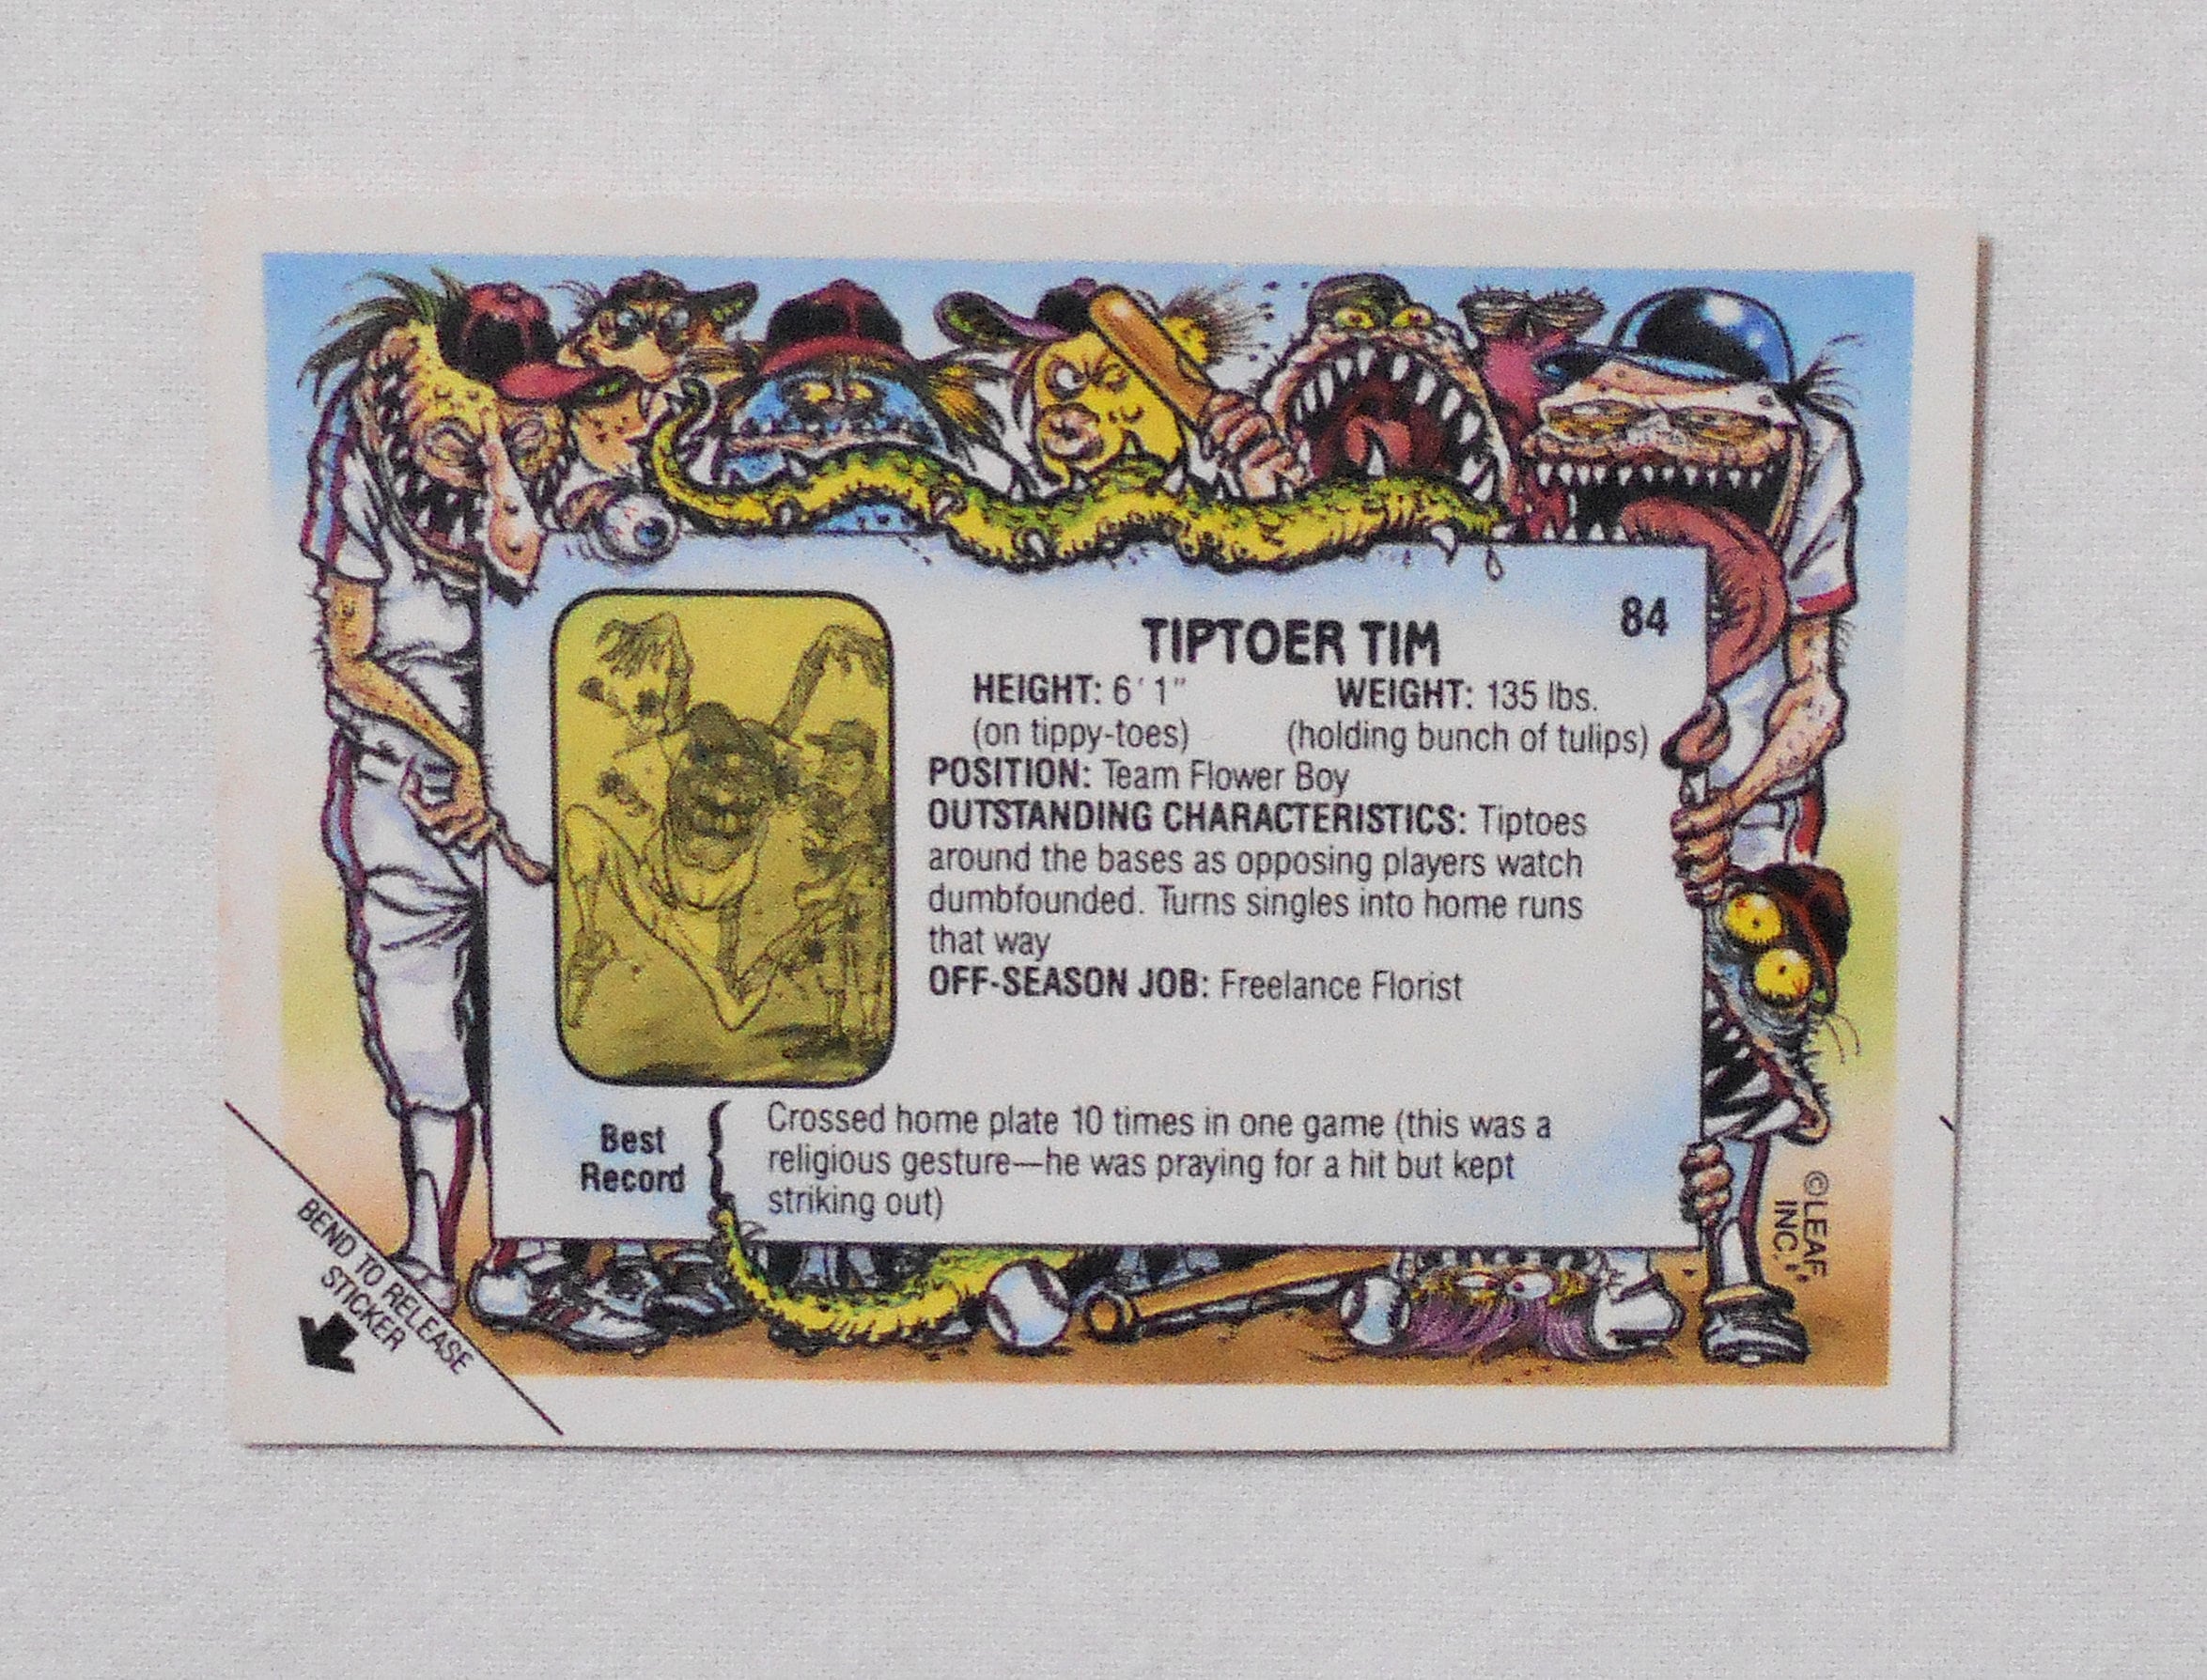 84
TIPTOER TIM
HEIGHT: 6' 1" WEIGHT: 135 lbs.
(on tippy-toes) (holding bunch of tulips)
POSITION: Team Flower Boy
OUTSTANDING CHARACTERISTICS: Tiptoes
around the bases as opposing players watch
dumbfounded. Turns singles into home runs
that way
OFF-SEASON JOB: Freelance Florist
Best
Record
Crossed home plate 10 times in one game (this was a
religious gesture—he was praying for a hit but kept
striking out)
BEND TO RELEASE
STICKER
©LEAF
INC.